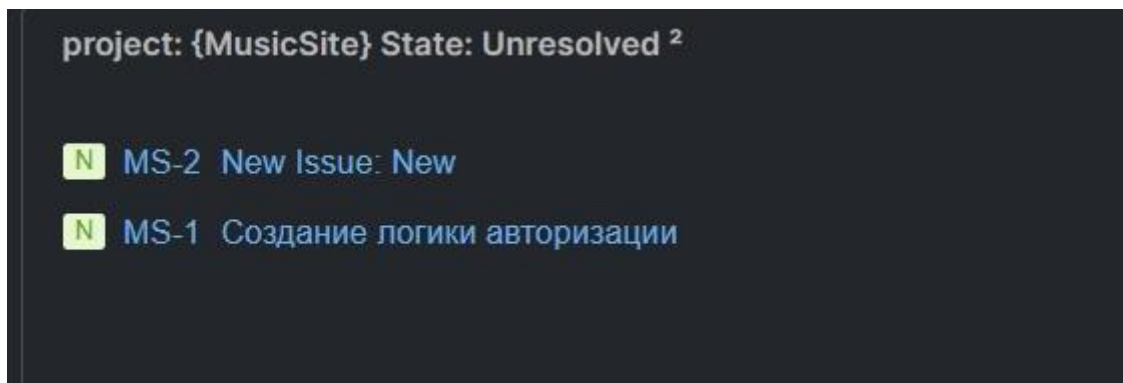 project: {MusicSite} State: Unresolved ²
N MS-2 New Issue: New
N MS-1 Создание логики авторизации